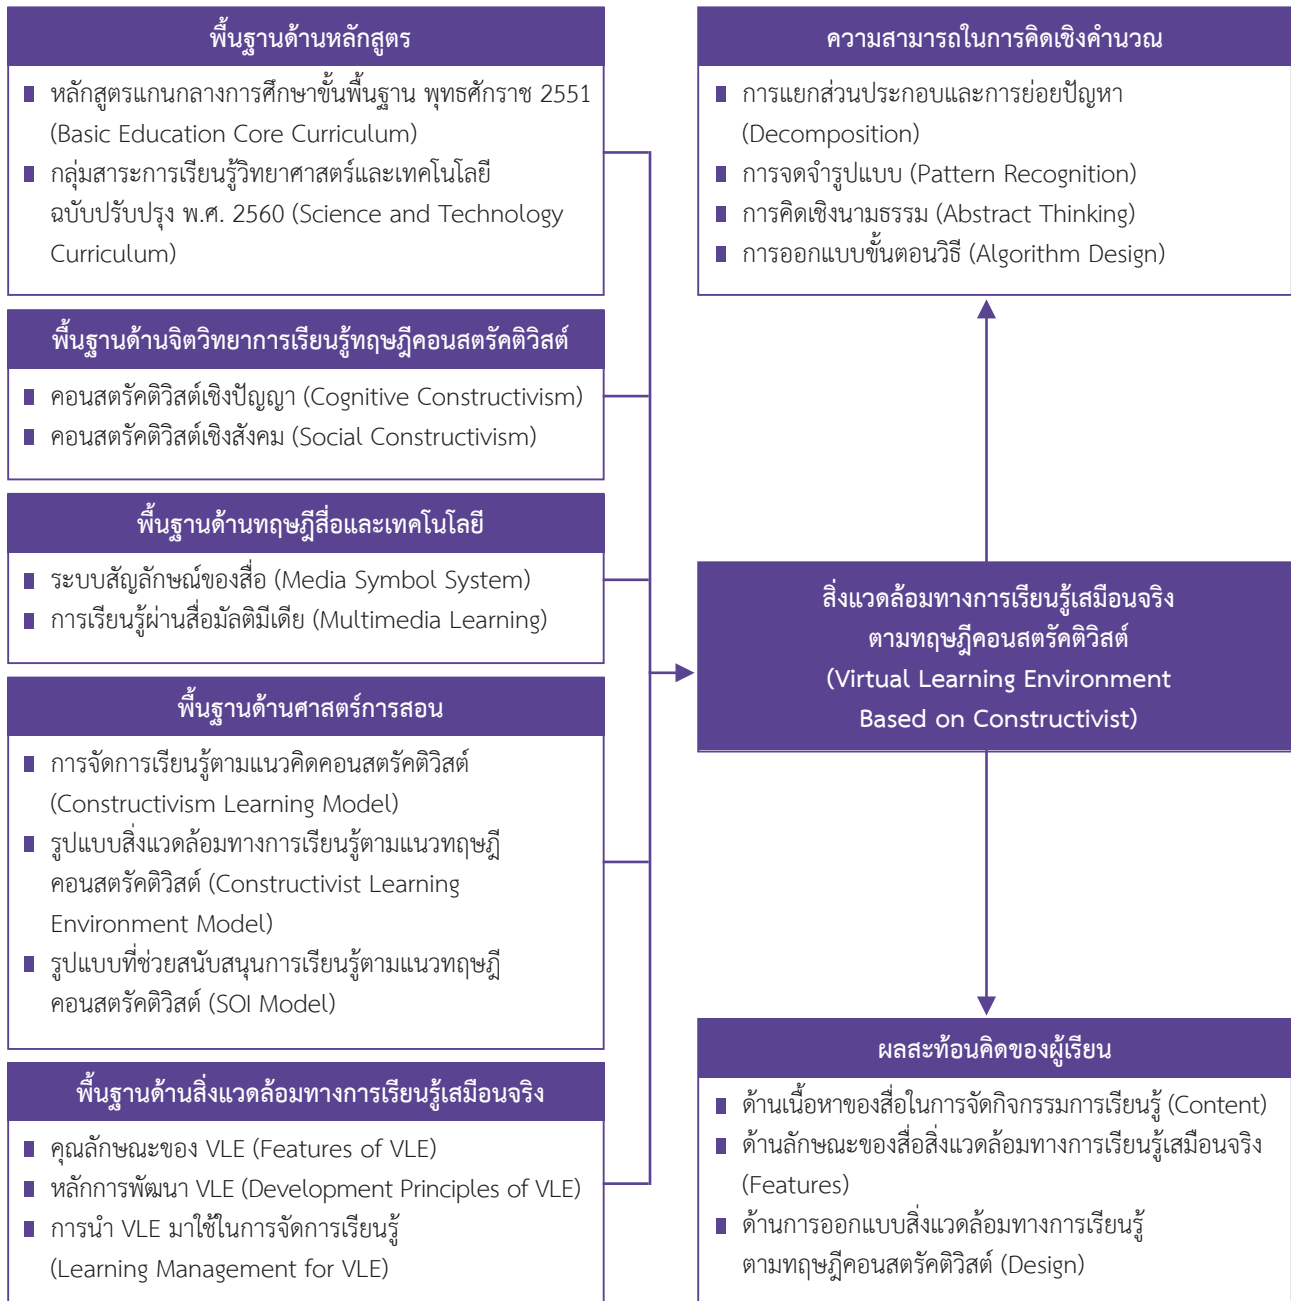 พื้นฐานด้านหลักสูตร
หลักสูตรแกนกลางการศึกษาขั้นพื้นฐาน พุทธศักราช 2551
(Basic Education Core Curriculum)
กลุ่มสาระการเรียนรู้วิทยาศาสตร์และเทคโนโลยี
ฉบับปรับปรุง พ.ศ. 2560 (Science and Technology
Curriculum)
พื้นฐานด้านจิตวิทยาการเรียนรู้ทฤษฎีคอนสตรัคติวิสต์
คอนสตรัคติวิสต์เชิงปัญญา (Cognitive Constructivism)
คอนสตรัคติวิสต์เชิงสังคม (Social Constructivism)
พื้นฐานด้านทฤษฎีสื่อและเทคโนโลยี
ระบบสัญลักษณ์ของสื่อ (Media Symbol System)
การเรียนรู้ผ่านสื่อมัลติมีเดีย (Multimedia Learning)
พื้นฐานด้านศาสตร์การสอน
การจัดการเรียนรู้ตามแนวคิดคอนสตรัคติวิสต์
(Constructivism Learning Model)
รูปแบบสิ่งแวดล้อมทางการเรียนรู้ตามแนวทฤษฎี
คอนสตรัคติวิสต์ (Constructivist Learning
Environment Model)
รูปแบบที่ช่วยสนับสนุนการเรียนรู้ตามแนวทฤษฎี
คอนสตรัคติวิสต์ (SOI Model)
พื้นฐานด้านสิ่งแวดล้อมทางการเรียนรู้เสมือนจริง
คุณลักษณะของ VLE (Features of VLE)
หลักการพัฒนา VLE (Development Principles of VLE)
การนำ VLE มาใช้ในการจัดการเรียนรู้
(Learning Management for VLE)
ความสามารถในการคิดเชิงคำนวณ
การแยกส่วนประกอบและการย่อยปัญหา
(Decomposition)
การจดจำรูปแบบ (Pattern Recognition)
การคิดเชิงนามธรรม (Abstract Thinking)
การออกแบบขั้นตอนวิธี (Algorithm Design)
สิ่งแวดล้อมทางการเรียนรู้เสมือนจริง
ตามทฤษฎีคอนสตรัคติวิสต์
(Virtual Learning Environment
Based on Constructivist)
ผลสะท้อนคิดของผู้เรียน
ด้านเนื้อหาของสื่อในการจัดกิจกรรมการเรียนรู้ (Content)
ด้านลักษณะของสื่อสิ่งแวดล้อมทางการเรียนรู้เสมือนจริง
(Features)
ด้านการออกแบบสิ่งแวดล้อมทางการเรียนรู้
ตามทฤษฎีคอนสตรัคติวิสต์ (Design)